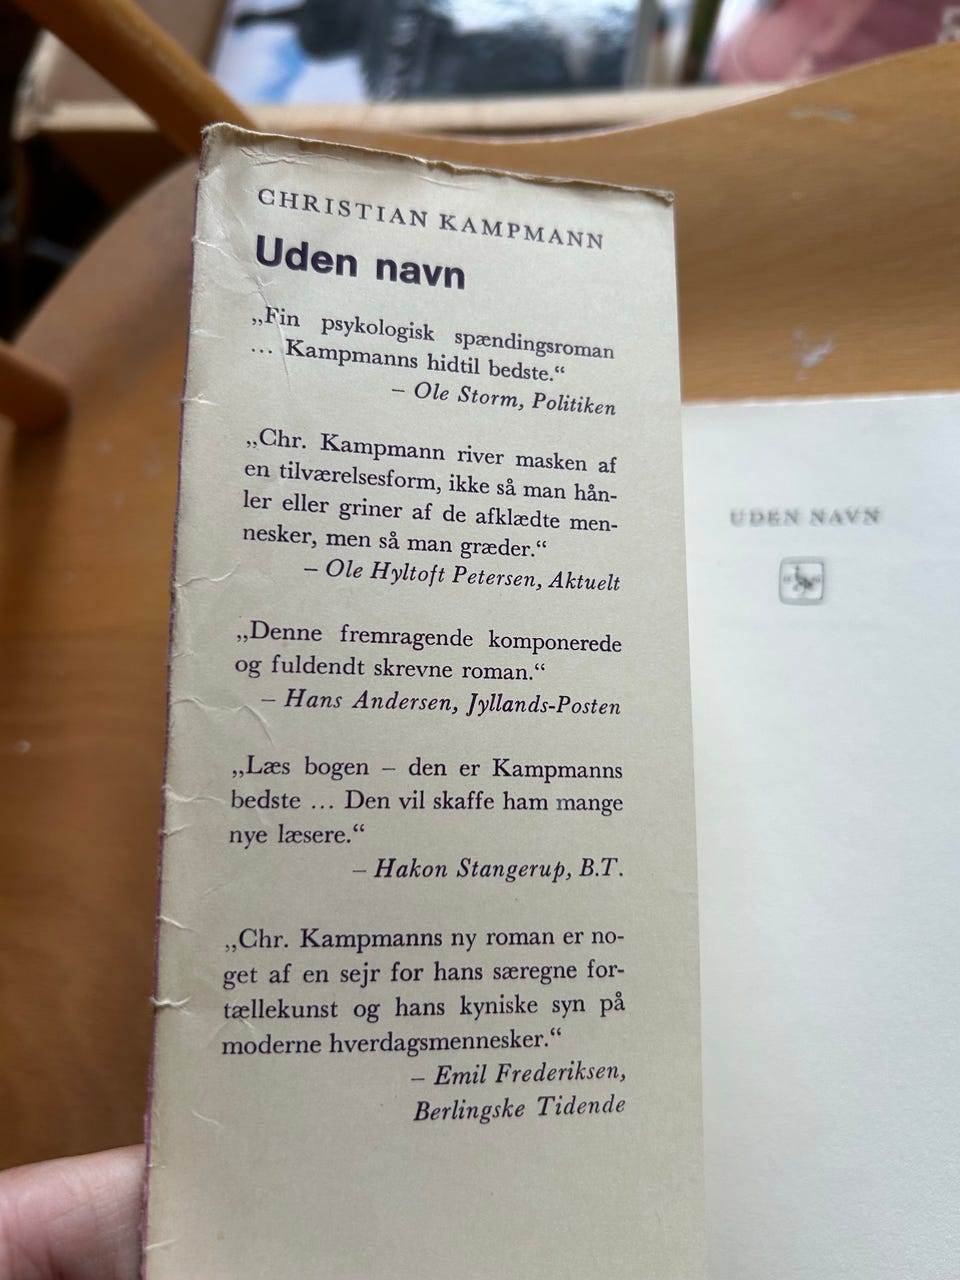 CHRISTIAN KAMPMANN
Uden navn
„Fin psykologisk spændingsroman
... Kampmanns hidtil bedste.“
– Ole Storm, Politiken
„Chr. Kampmann river masken af
en tilværelsesform, ikke så man hån-
ler eller griner af de afklædte men-
nesker, men så man græder.“
– Ole Hyltoft Petersen, Aktuelt
„Denne fremragende komponerede
og fuldendt skrevne roman.“
– Hans Andersen, Jyllands-Posten
„Læs bogen – den er Kampmanns
bedste ... Den vil skaffe ham mange
nye læsere.“
– Hakon Stangerup, B.T.
„Chr. Kampmanns ny roman er no-
get af en sejr for hans særegne for-
tællekunst og hans kyniske syn på
moderne hverdagsmennesker.“
– Emil Frederiksen,
Berlingske Tidende
UDEN NAVN